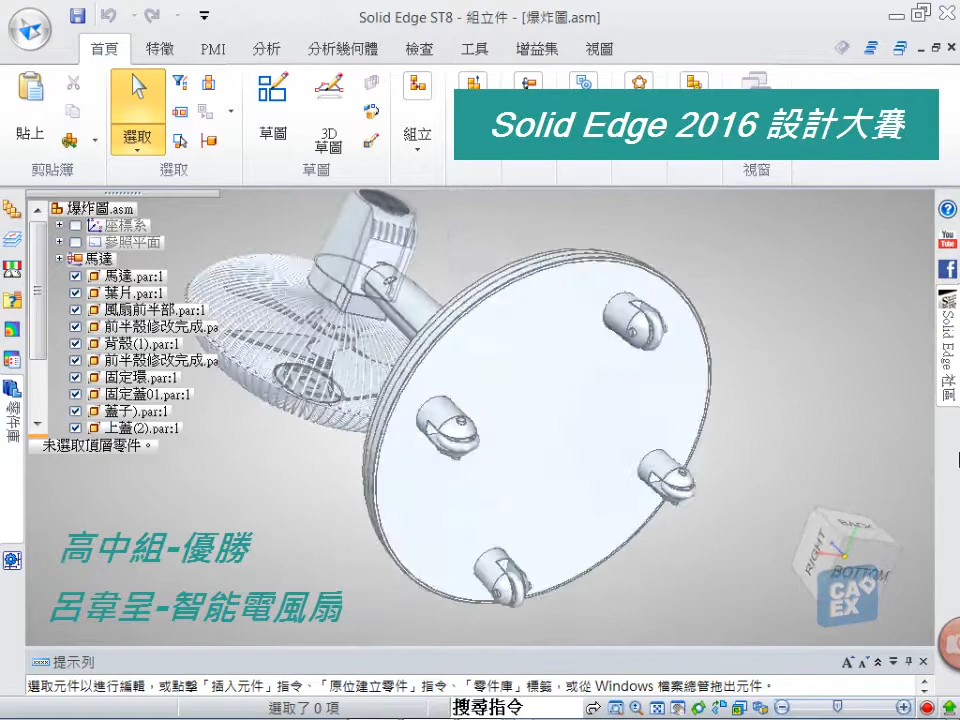 Solid Edge ST8 - 組立件 - [爆炸圖.asm]
首頁 特徵 PMI 分析 分析幾何體 檢查 工具 增益集 視圖
貼上 選取 草圖 3D 草圖 組立
剪貼簿 選取 草圖 視窗
Solid Edge 2016 設計大賽
爆炸圖.asm
座標系
參照平面
馬達
馬達.par:1
葉片.par:1
風扇前半部.par:1
前半殼修改完成.pa
背殼(1).par:1
前半殼修改完成.pa
固定環.par:1
固定蓋01.par:1
蓋子).par:1
上蓋(2).par:1
未選取頂層零件。
零件庫
You Tube
Solid Edge 社區
高中組-優勝
呂韋呈-智能電風扇
RIGHT BACK BOTTOM
CAD EX
提示列
選取元件以進行編輯，或點擊「插入元件」指令、「原位建立零件」指令、「零件庫」標籤，或從 Windows 檔案總管拖出元件。
選取了 0 項 搜尋指令